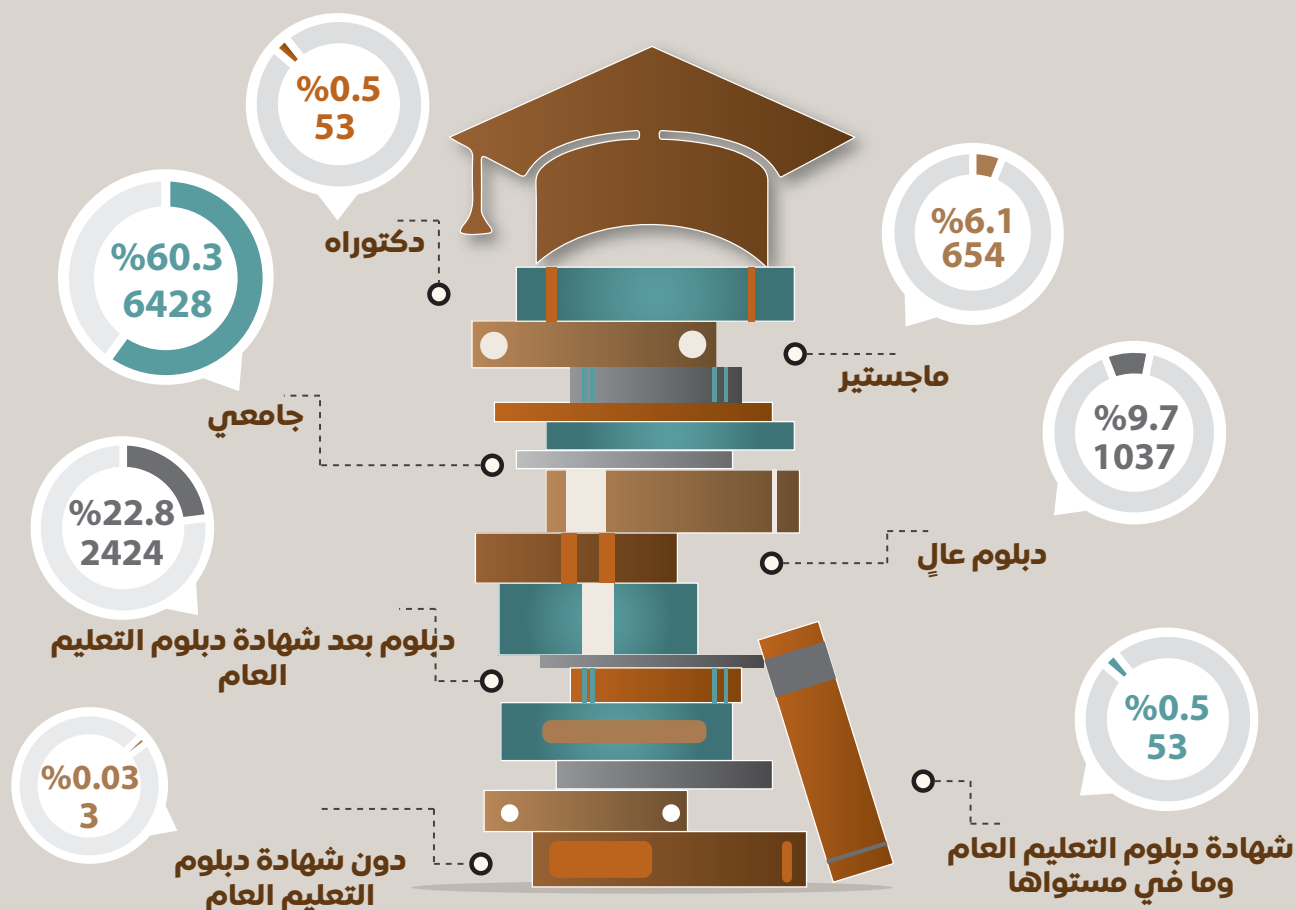 %0.5
53
دكتوراه
%6.1
654
ماجستير
%60.3
6428
جامعي
%9.7
1037
دبلوم عالٍ
%22.8
2424
دبلوم بعد شهادة دبلوم التعليم
العام
%0.5
53
شهادة دبلوم التعليم العام
وما في مستواها
%0.03
3
دون شهادة دبلوم
التعليم العام